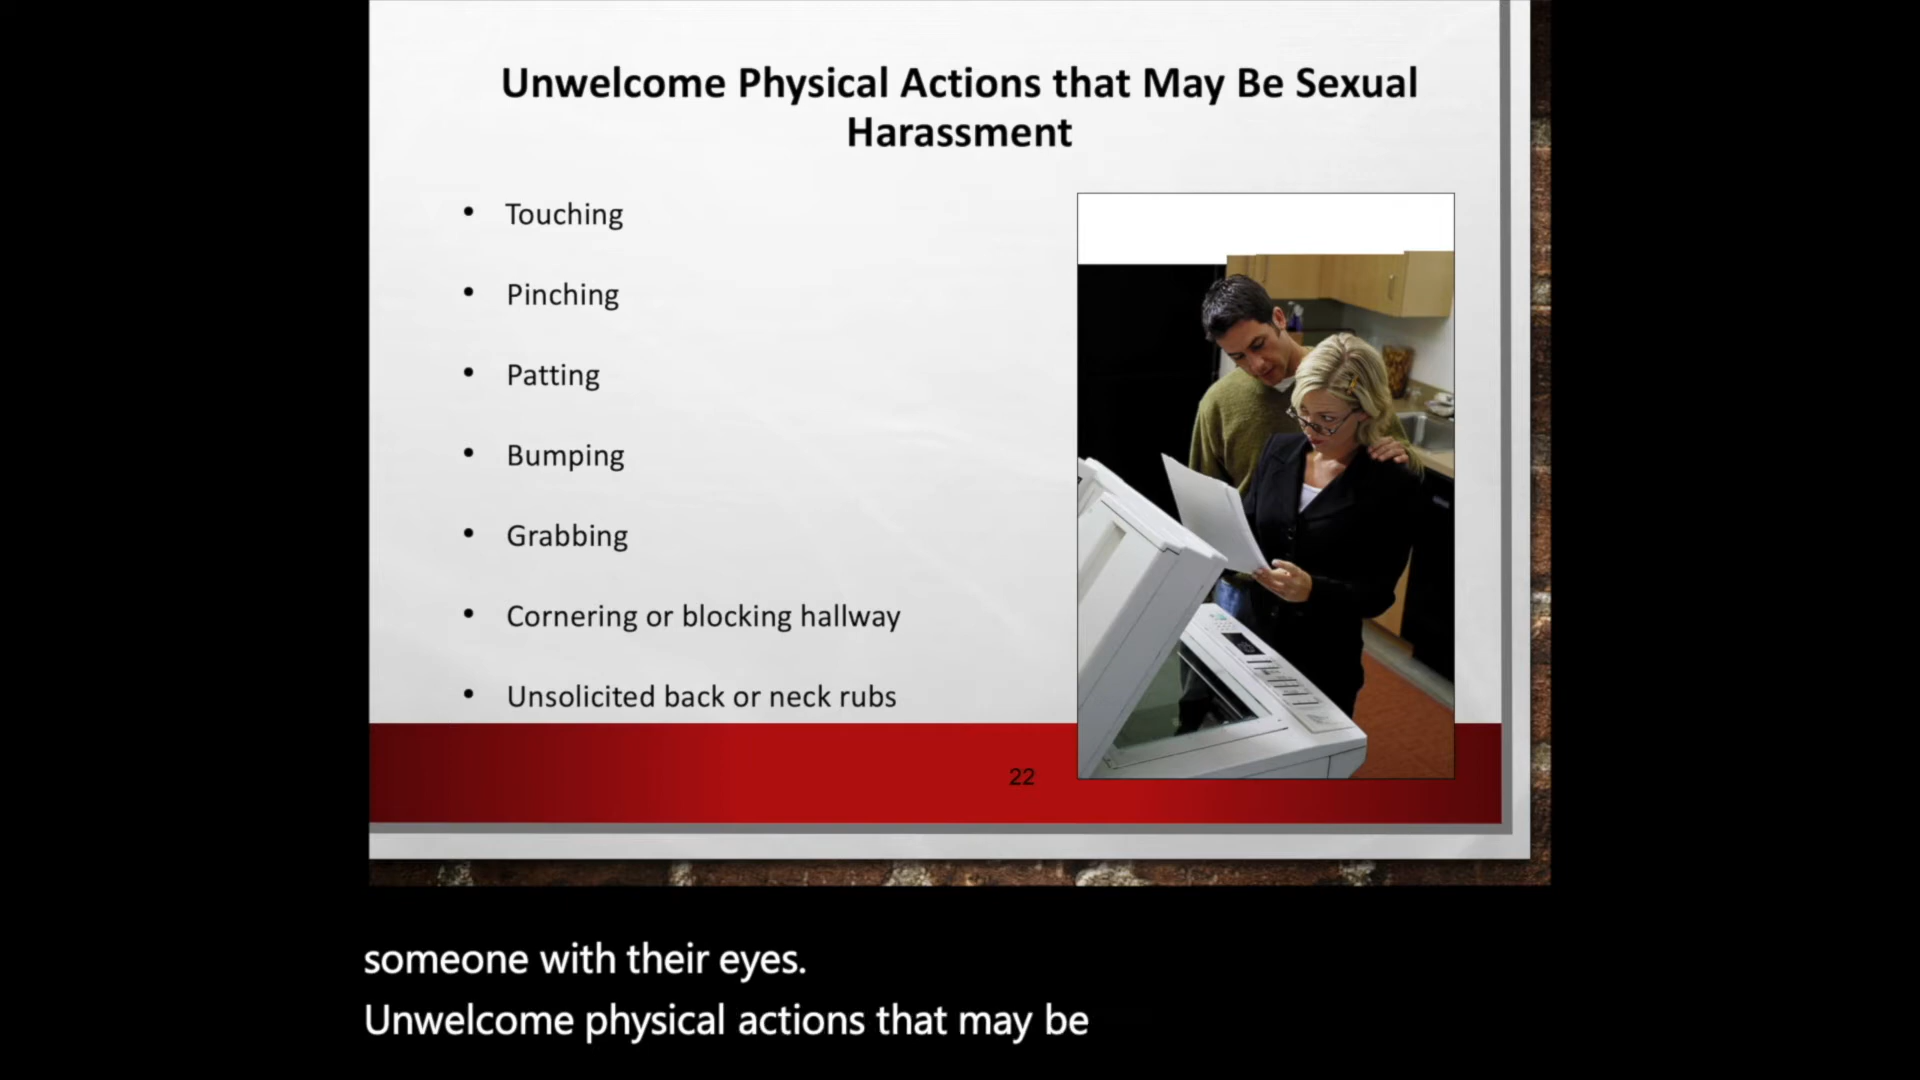 Unwelcome Physical Actions that May Be Sexual
Harassment
• Touching
• Pinching
• Patting
• Bumping
• Grabbing
• Cornering or blocking hallway
• Unsolicited back or neck rubs
22
someone with their eyes.
Unwelcome physical actions that may be